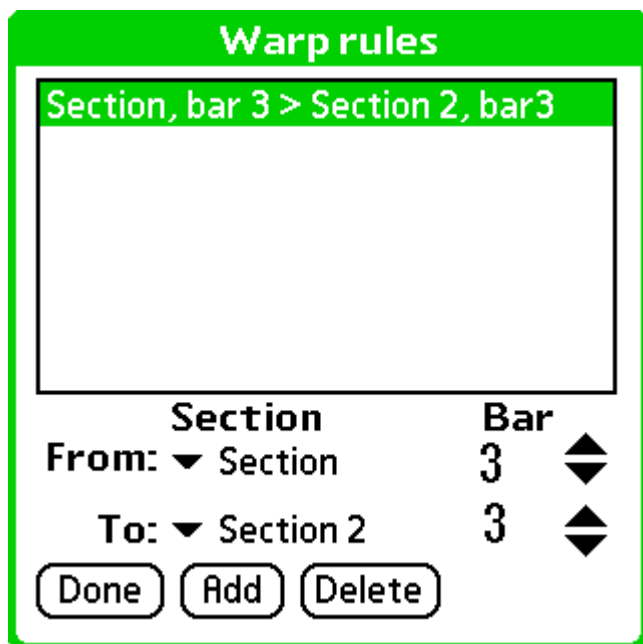 Warp rules
Section, bar 3 > Section 2, bar3
Section Bar
From: Section 3
To: Section 2 3
Done Add Delete